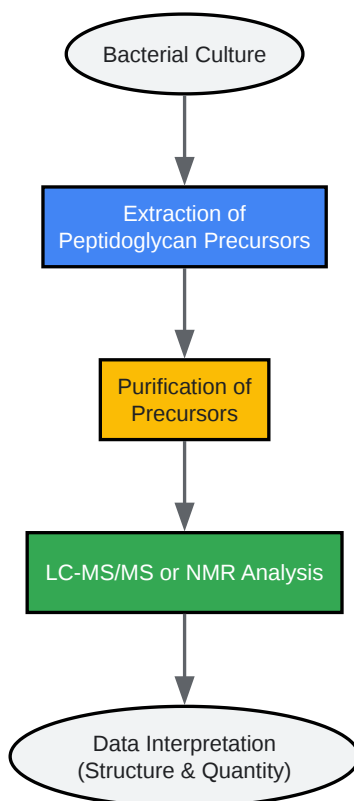 Bacterial Culture
Extraction of
Peptidoglycan Precursors
Purification of
Precursors
LC-MS/MS or NMR Analysis
Data Interpretation
(Structure & Quantity)